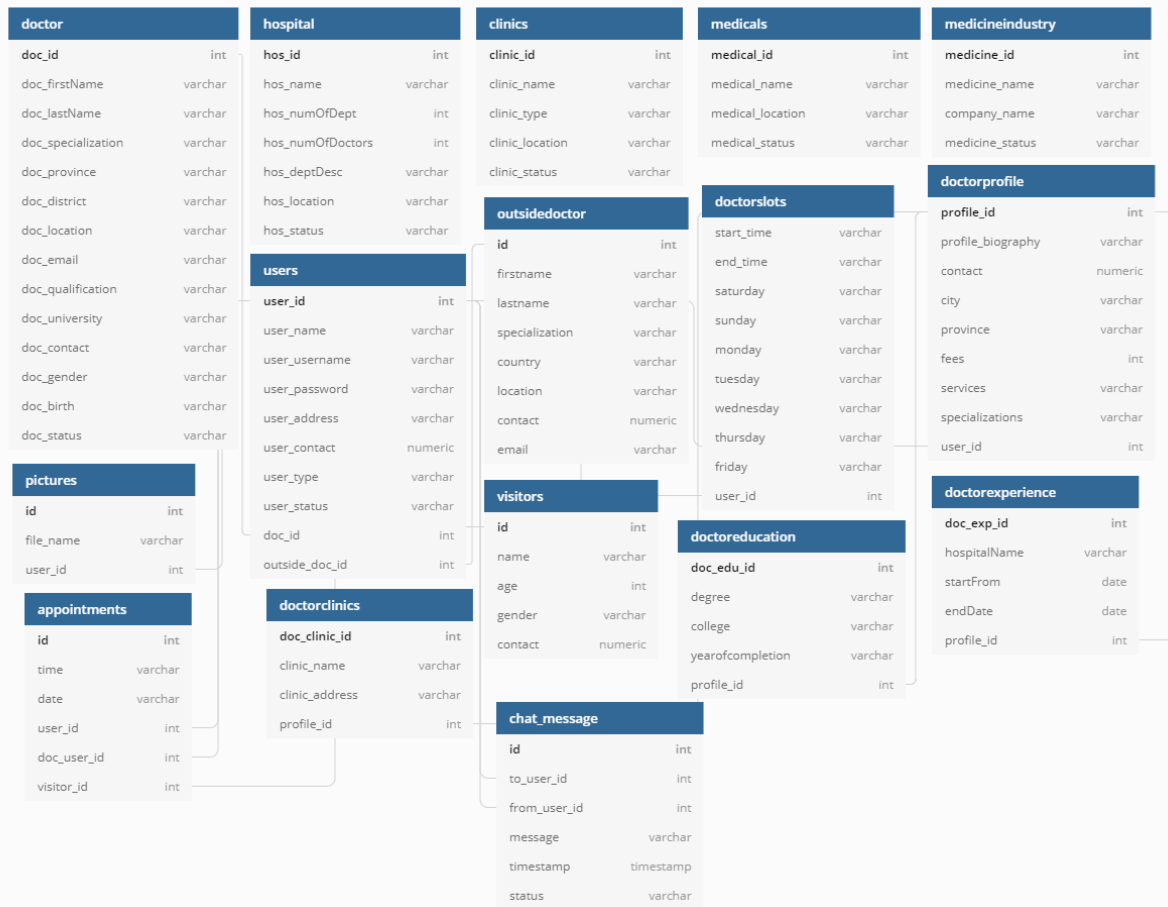 doctor
doc_id int
doc_firstName varchar
doc_lastName varchar
doc_specialization varchar
doc_province varchar
doc_district varchar
doc_location varchar
doc_email varchar
doc_qualification varchar
doc_university varchar
doc_contact varchar
doc_gender varchar
doc_birth varchar
doc_status varchar
hospital
hos_id int
hos_name varchar
hos_numOfDept int
hos_numOfDoctors int
hos_deptDesc varchar
hos_location varchar
hos_status varchar
clinics
clinic_id int
clinic_name varchar
clinic_type varchar
clinic_location varchar
clinic_status varchar
medicals
medical_id int
medical_name varchar
medical_location varchar
medical_status varchar
medicineindustry
medicine_id int
medicine_name varchar
company_name varchar
medicine_status varchar
users
user_id int
user_name varchar
user_username varchar
user_password varchar
user_address varchar
user_contact numeric
user_type varchar
user_status varchar
doc_id int
outside_doc_id int
outsidedoctor
id int
firstname varchar
lastname varchar
specialization varchar
country varchar
location varchar
contact numeric
email varchar
doctorslots
start_time varchar
end_time varchar
saturday varchar
sunday varchar
monday varchar
tuesday varchar
wednesday varchar
thursday varchar
friday varchar
user_id int
doctorprofile
profile_id int
profile_biography varchar
contact numeric
city varchar
province varchar
fees int
services varchar
specializations varchar
user_id int
pictures
id int
file_name varchar
user_id int
appointments
id int
time varchar
date varchar
user_id int
doc_user_id int
visitor_id int
doctorclinics
doc_clinic_id int
clinic_name varchar
clinic_address varchar
profile_id int
visitors
id int
name varchar
age int
gender varchar
contact numeric
doctoreducation
doc_edu_id int
degree varchar
college varchar
yearofcompletion varchar
profile_id int
doctorexperience
doc_exp_id int
hospitalName varchar
startFrom date
endDate date
profile_id int
chat_message
id int
to_user_id int
from_user_id int
message varchar
timestamp timestamp
status varchar